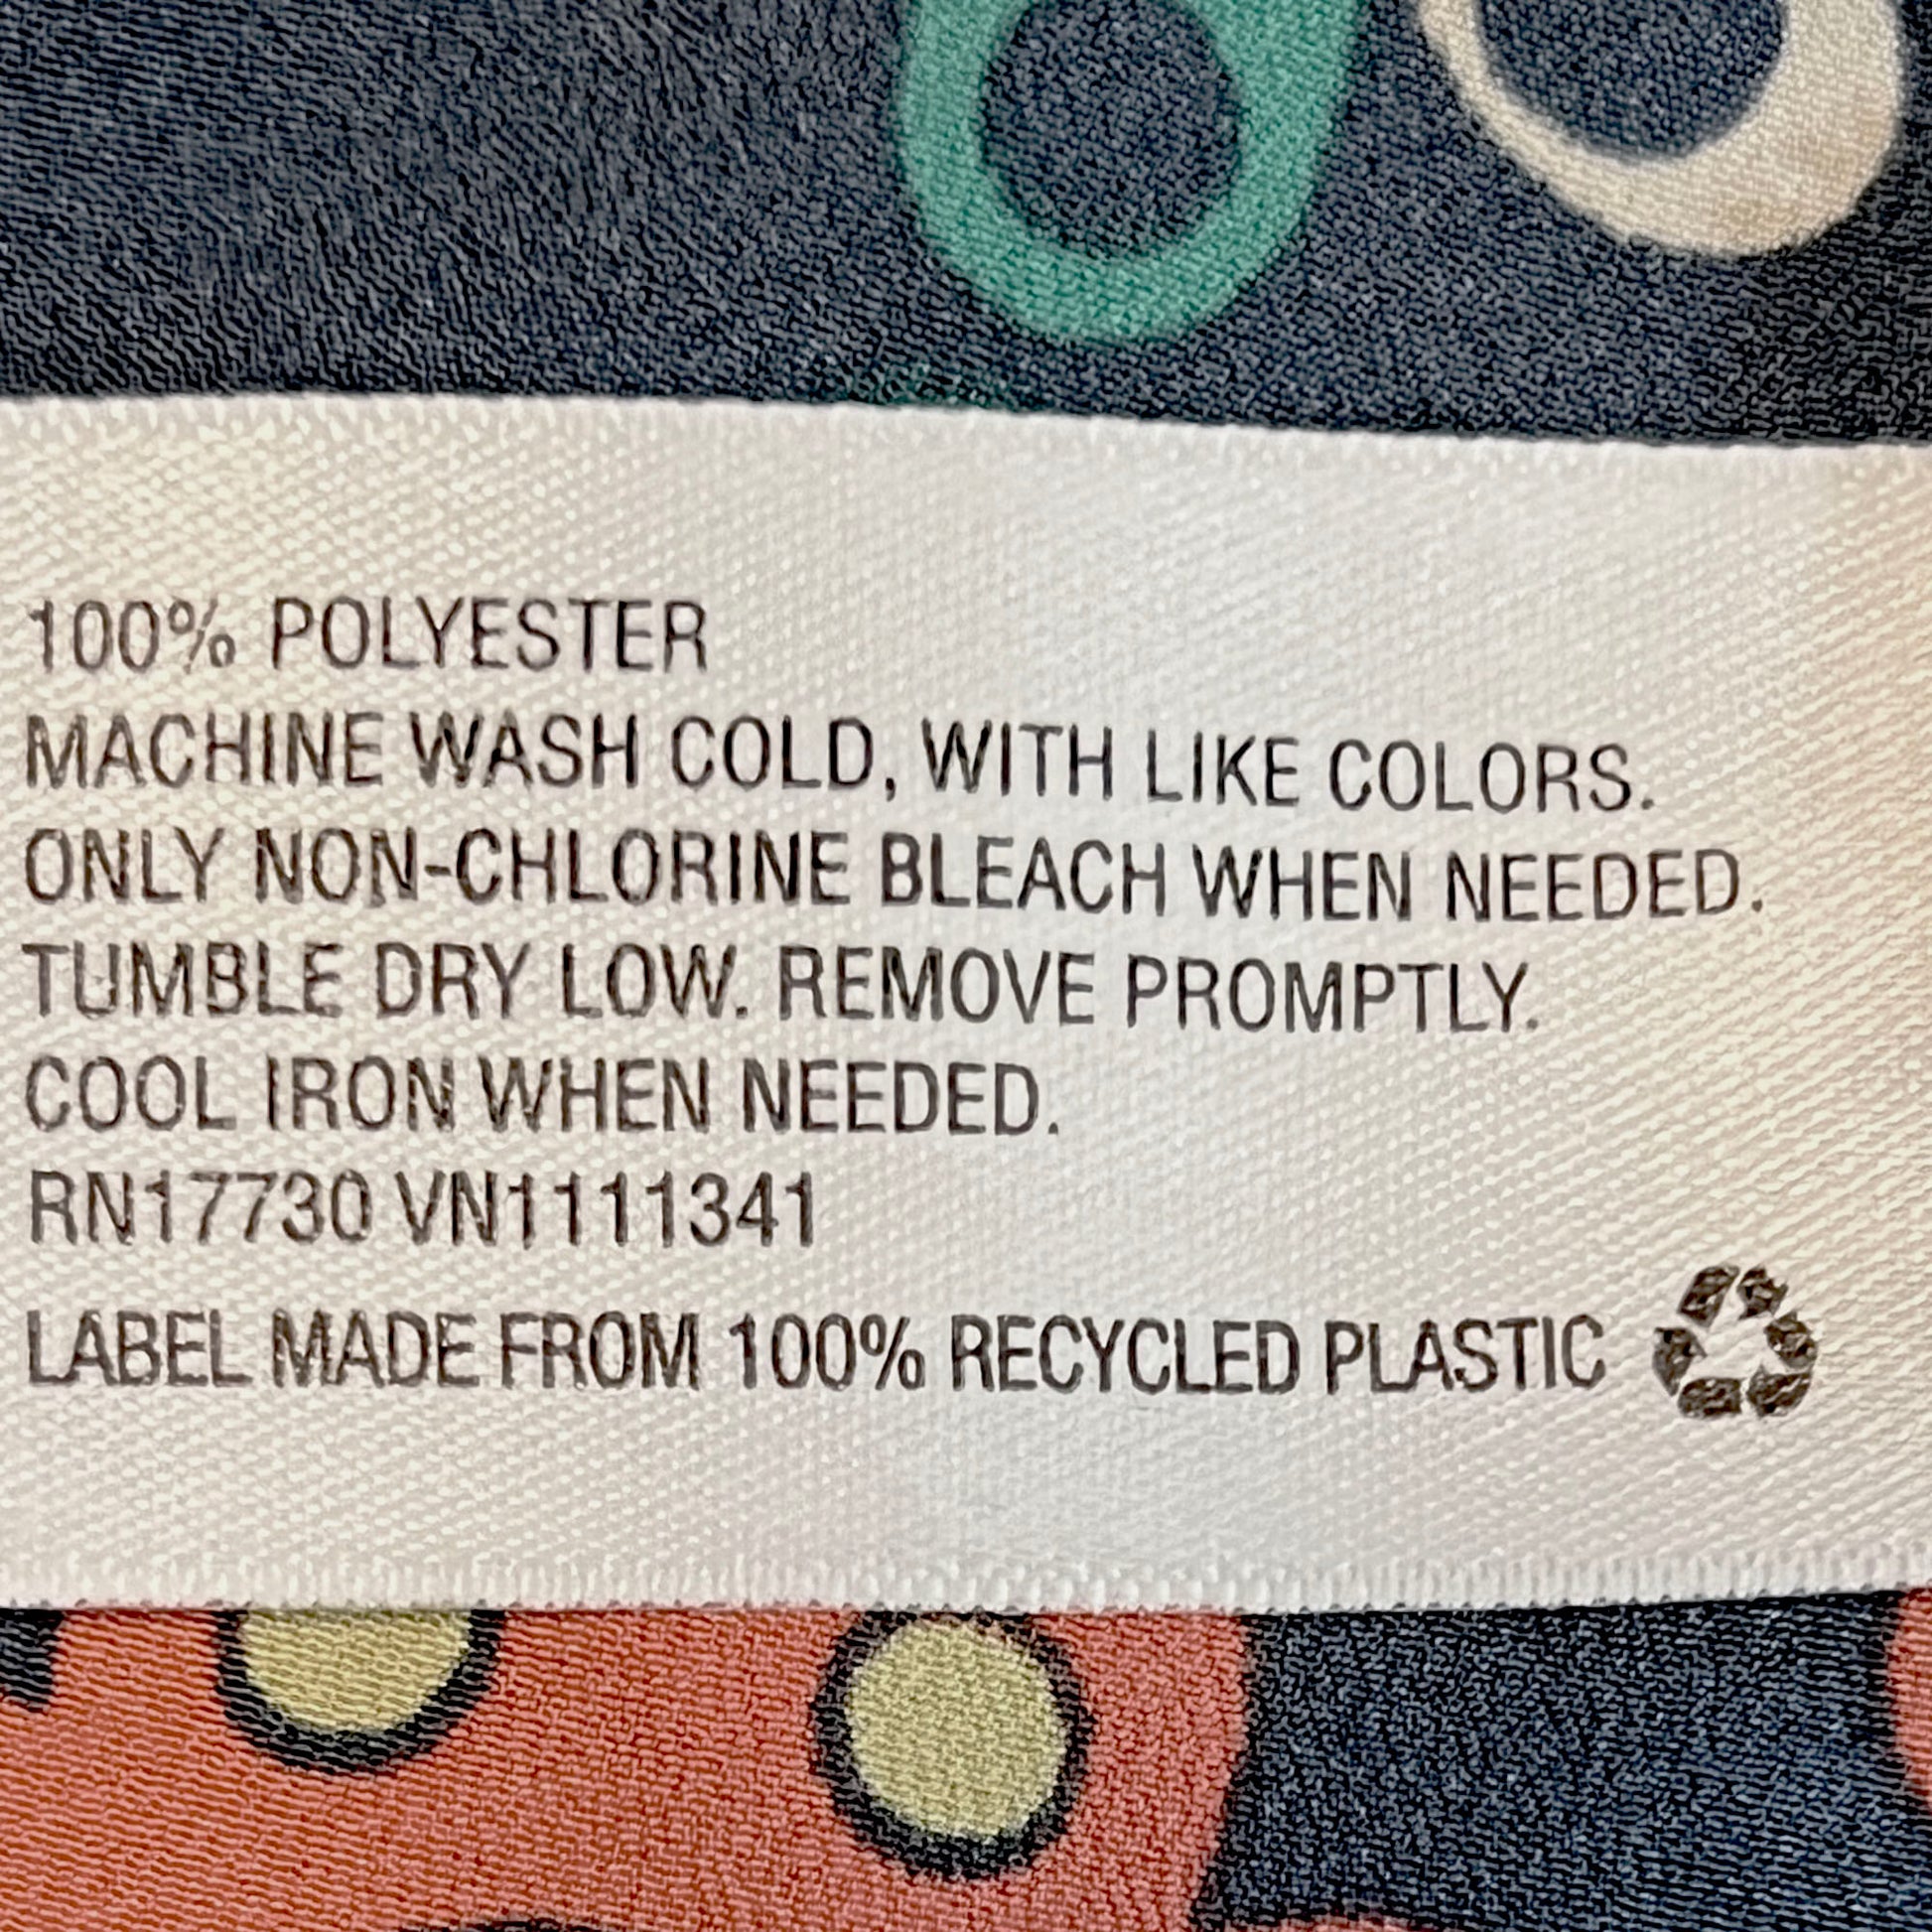 100% POLYESTER
MACHINE WASH COLD, WITH LIKE COLORS.
ONLY NON-CHLORINE BLEACH WHEN NEEDED.
TUMBLE DRY LOW. REMOVE PROMPTLY.
COOL IRON WHEN NEEDED.
RN17730 VN1111341
LABEL MADE FROM 100% RECYCLED PLASTIC